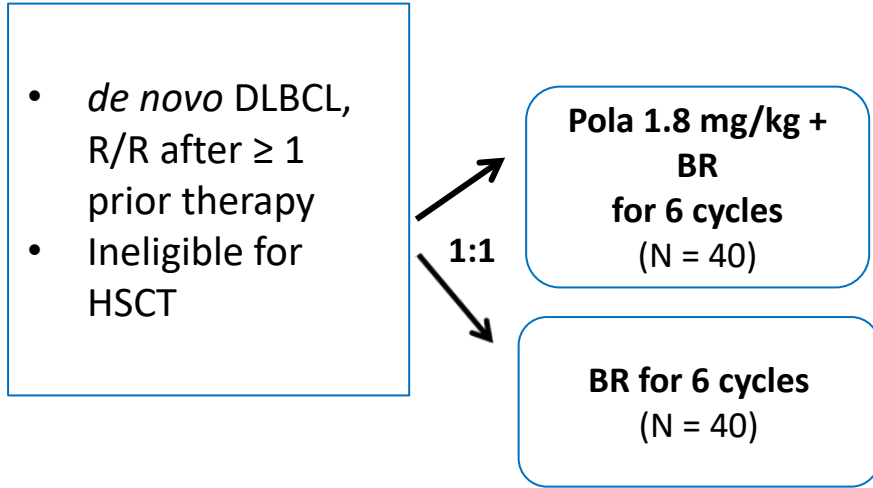 • de novo DLBCL,
R/R after ≥ 1
prior therapy
• Ineligible for
HSCT
1:1
Pola 1.8 mg/kg +
BR
for 6 cycles
(N = 40)
BR for 6 cycles
(N = 40)